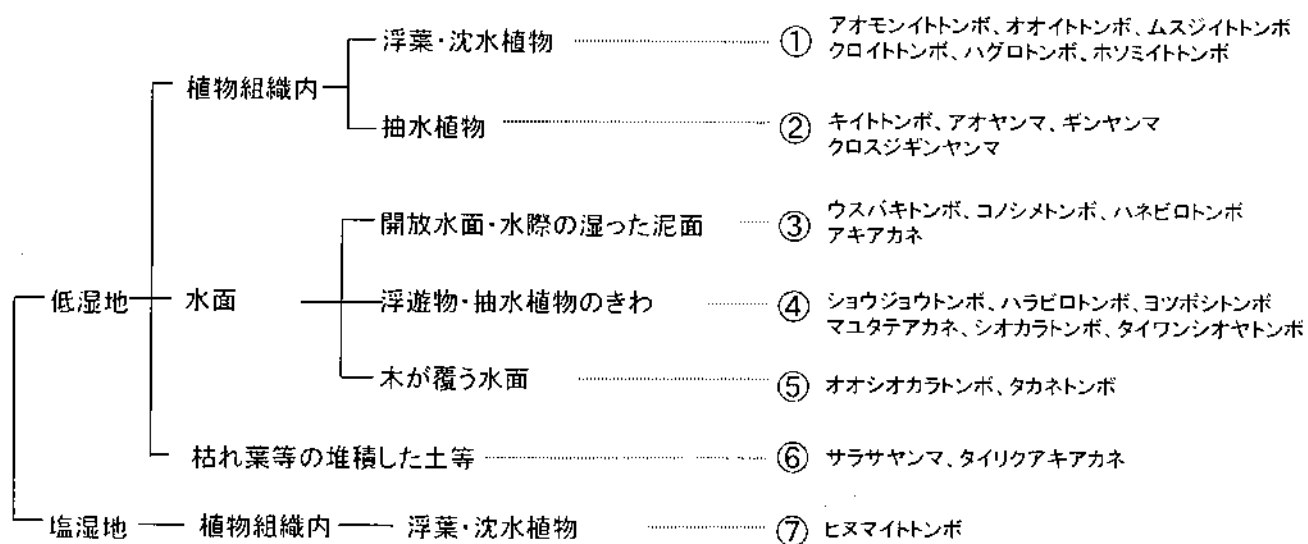 浮葉・沈水植物 ① アオモンイトトンボ、オオイトトンボ、ムスジイトトンボ
クロイトトンボ、ハグロトンボ、ホソミイトトンボ
植物組織内
抽水植物 ② キイトトンボ、アオヤンマ、ギンヤンマ
クロスジギンヤンマ
開放水面・水際の湿った泥面 ③ ウスバキトンボ、コノシメトンボ、ハネビロトンボ
アキアカネ
低湿地 水面 浮遊物・抽水植物のきわ ④ ショウジョウトンボ、ハラビロトンボ、ヨツボシトンボ
マユタテアカネ、シオカラトンボ、タイワンシオヤトンボ
木が覆う水面 ⑤ オオシオカラトンボ、タカネトンボ
枯れ葉等の堆積した土等 ⑥ サラサヤンマ、タイリクアキアカネ
塩湿地 植物組織内 浮葉・沈水植物 ⑦ ヒヌマイトトンボ